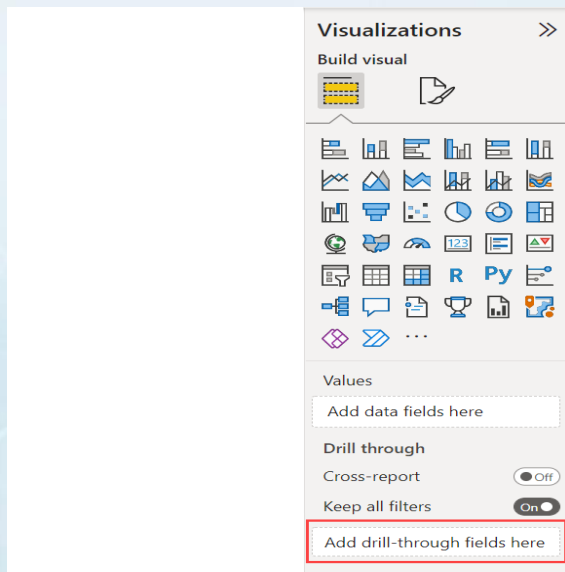 Visualizations
Build visual
123
R Py
...
Values
Add data fields here
Drill through
Cross-report Off
Keep all filters On
Add drill-through fields here